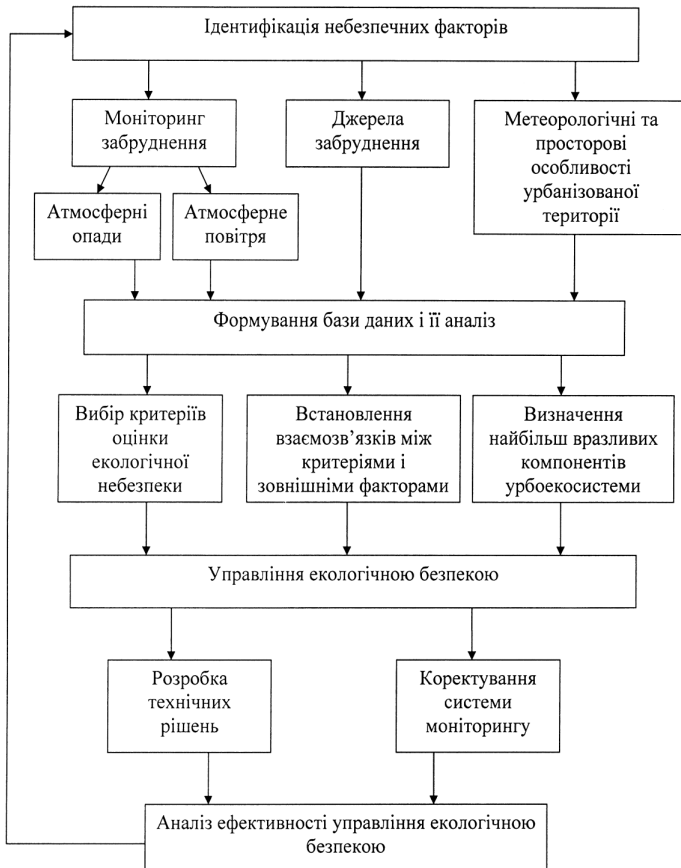 Ідентифікація небезпечних факторів
Моніторинг
забруднення
Джерела
забруднення
Метеорологічні та
просторові
особливості
урбанізованої
території
Атмосферні
опади
Атмосферне
повітря
Формування бази даних і її аналіз
Вибір критеріїв
оцінки
екологічної
небезпеки
Встановлення
взаємозв’язків між
критеріями і
зовнішніми факторами
Визначення
найбільш вразливих
компонентів
урбоекосистеми
Управління екологічною безпекою
Розробка
технічних
рішень
Коректування
системи
моніторингу
Аналіз ефективності управління екологічною
безпекою